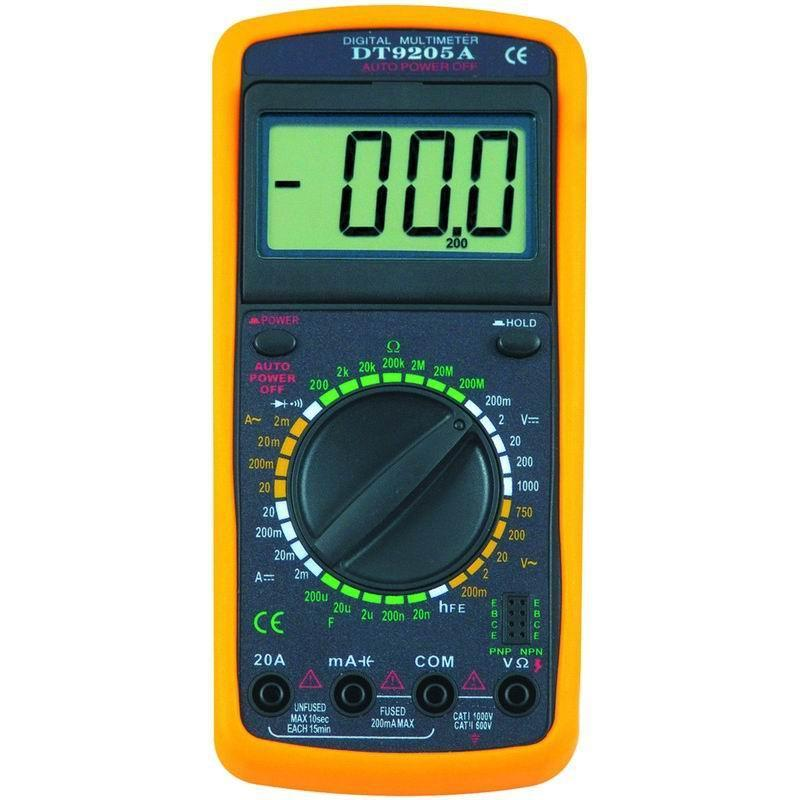 DIGITAL MULTIMETER
DT9205A
AUTO POWER OFF
CE
- 00.0
200
POWER
HOLD
AUTO
POWER
OFF
Ω
200 2k 20k 200k 2M 20M 200M
A~ 2m
20m
200m
20
20
200m
20m
A⎓ 2m
200m
2 V⎓
20
200
1000
750
200
20 V~
2
200m
200u 20u 2u 200n 20n
F
hFE
CE
E B C E
E B C E
PNP NPN
20A mA COM VΩ
UNFUSED
MAX 10sec
EACH 15min
FUSED
200mA MAX
CAT I 1000V
CAT II 600V